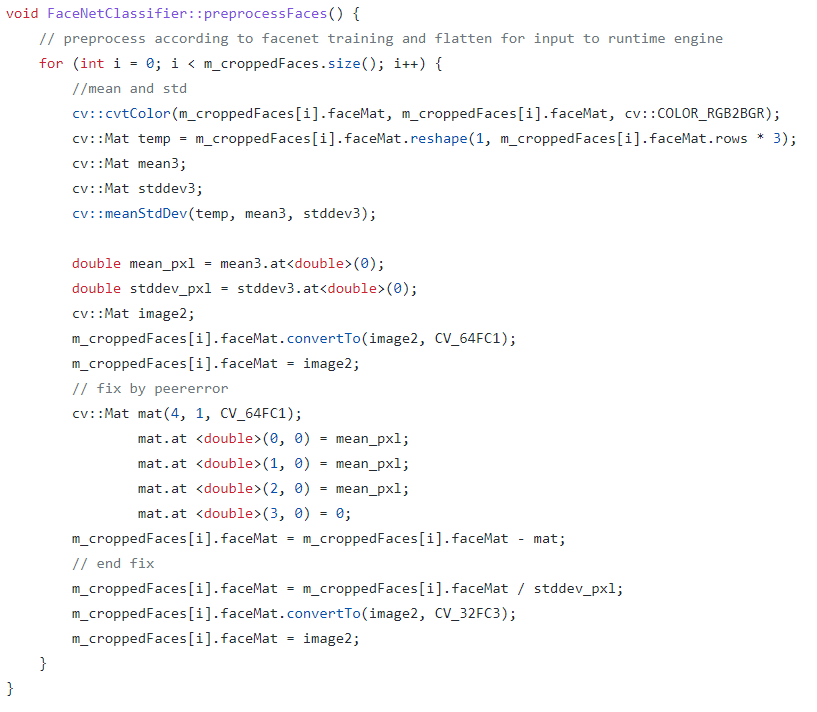 void FaceNetClassifier::preprocessFaces() {
    // preprocess according to facenet training and flatten for input to runtime engine
    for (int i = 0; i < m_croppedFaces.size(); i++) {
        //mean and std
        cv::cvtColor(m_croppedFaces[i].faceMat, m_croppedFaces[i].faceMat, cv::COLOR_RGB2BGR);
        cv::Mat temp = m_croppedFaces[i].faceMat.reshape(1, m_croppedFaces[i].faceMat.rows * 3);
        cv::Mat mean3;
        cv::Mat stddev3;
        cv::meanStdDev(temp, mean3, stddev3);

        double mean_pxl = mean3.at<double>(0);
        double stddev_pxl = stddev3.at<double>(0);
        cv::Mat image2;
        m_croppedFaces[i].faceMat.convertTo(image2, CV_64FC1);
        m_croppedFaces[i].faceMat = image2;
        // fix by peererror
        cv::Mat mat(4, 1, CV_64FC1);
                mat.at <double>(0, 0) = mean_pxl;
                mat.at <double>(1, 0) = mean_pxl;
                mat.at <double>(2, 0) = mean_pxl;
                mat.at <double>(3, 0) = 0;
        m_croppedFaces[i].faceMat = m_croppedFaces[i].faceMat - mat;
        // end fix
        m_croppedFaces[i].faceMat = m_croppedFaces[i].faceMat / stddev_pxl;
        m_croppedFaces[i].faceMat.convertTo(image2, CV_32FC3);
        m_croppedFaces[i].faceMat = image2;
    }
}